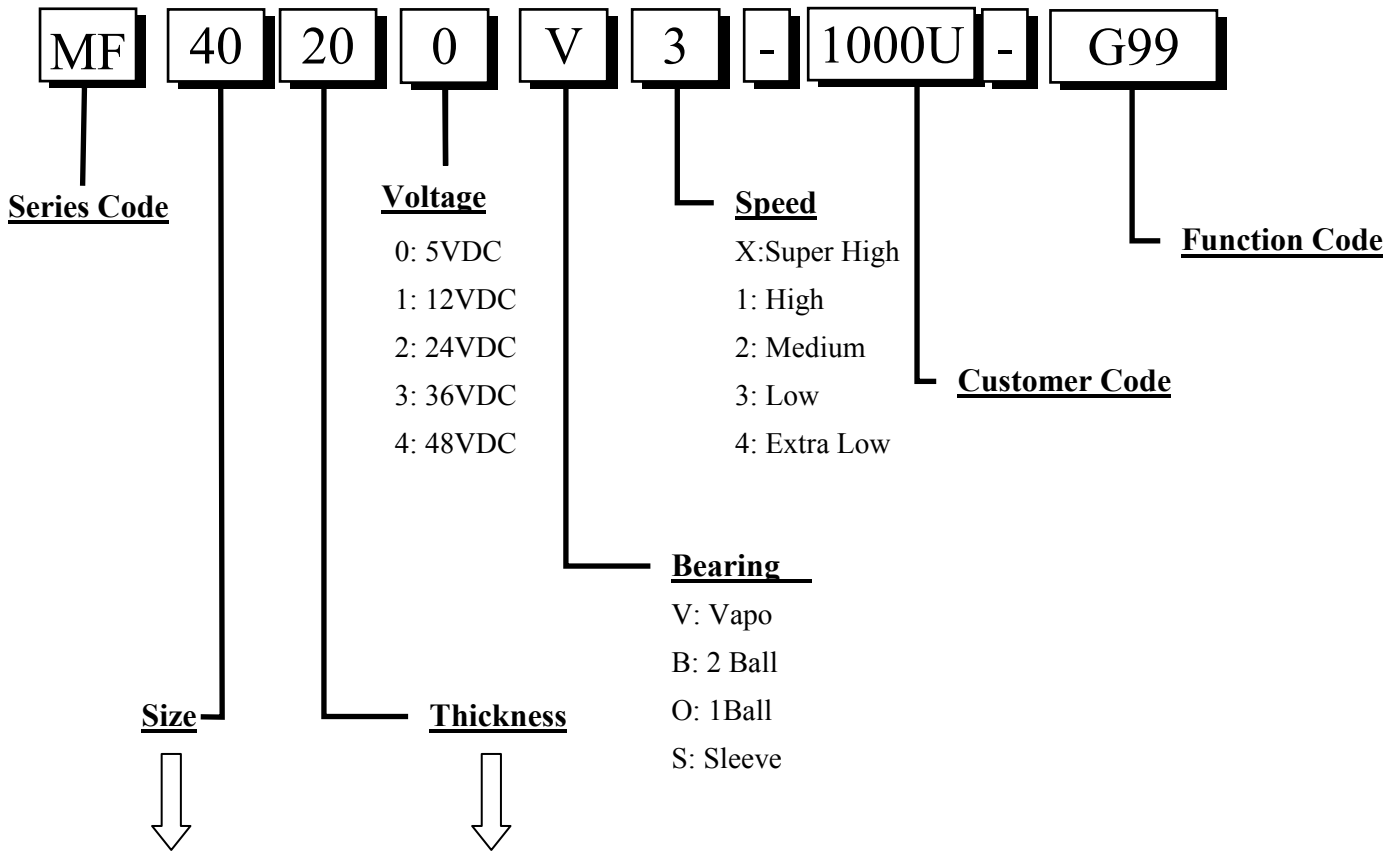 MF 40 20 0 V 3 - 1000U - G99
Series Code
Voltage
0: 5VDC
1: 12VDC
2: 24VDC
3: 36VDC
4: 48VDC
Speed
X:Super High
1: High
2: Medium
3: Low
4: Extra Low
Function Code
Customer Code
Bearing
V: Vapo
B: 2 Ball
O: 1Ball
S: Sleeve
Size
Thickness